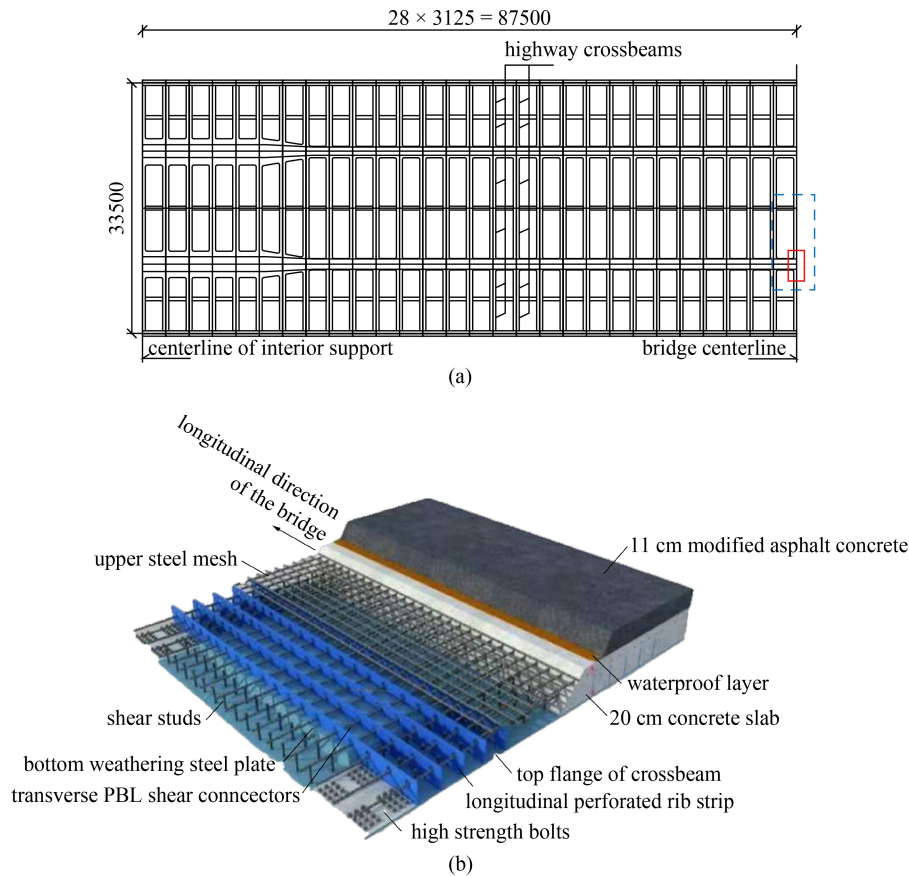 28 × 3125 = 87500
highway crossbeams
33500
centerline of interior support
bridge centerline
(a)
longitudinal direction
of the bridge
upper steel mesh
11 cm modified asphalt concrete
waterproof layer
shear studs
20 cm concrete slab
bottom weathering steel plate
top flange of crossbeam
transverse PBL shear conncectors
longitudinal perforated rib strip
high strength bolts
(b)